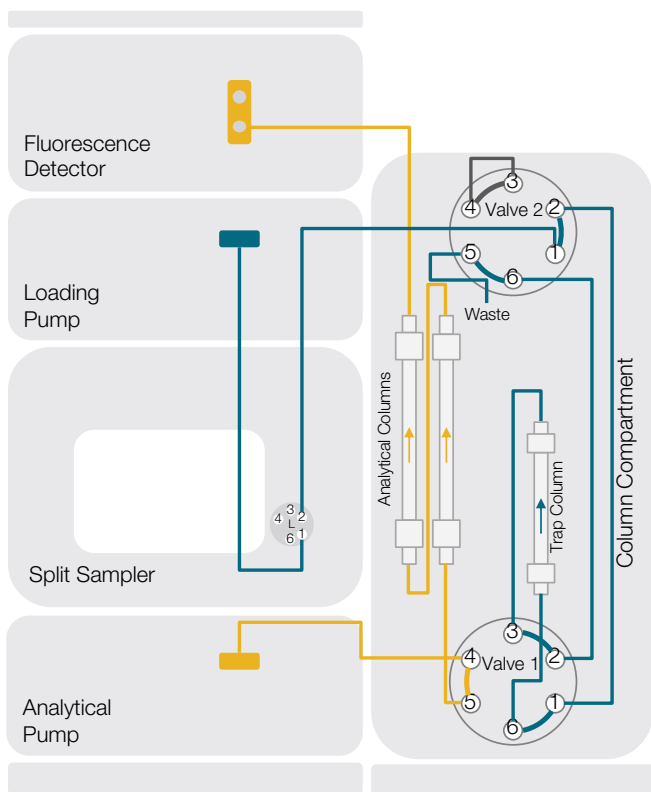 Fluorescence
Detector
Loading
Pump
Split Sampler
3
4
2
L
6
1
Analytical
Pump
3
4
Valve 2
2
5
1
6
Waste
Analytical Columns
Trap Column
Column Compartment
3
4
Valve 1
2
5
1
6